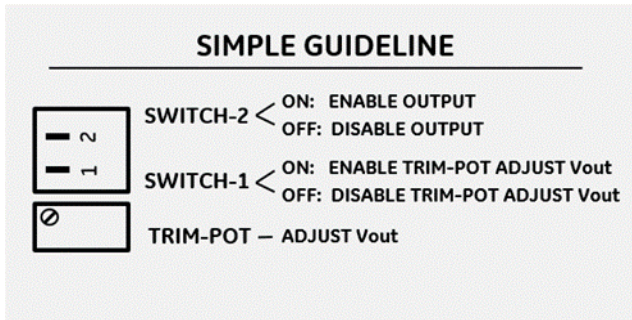 SIMPLE GUIDELINE
SWITCH-2 < ON: ENABLE OUTPUT
OFF: DISABLE OUTPUT
2
1
SWITCH-1 < ON: ENABLE TRIM-POT ADJUST Vout
OFF: DISABLE TRIM-POT ADJUST Vout
TRIM-POT — ADJUST Vout